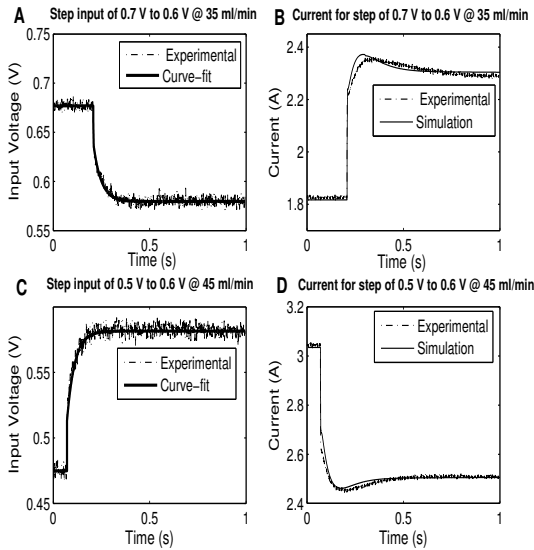 A
Step input of 0.7 V to 0.6 V @ 35 ml/min
0.75
0.67
0.58
0.55
0
0.5
1
Input Voltage (V)
Time (s)
Experimental
Curve-fit
B
Current for step of 0.7 V to 0.6 V @ 35 ml/min
2.4
2.2
2
1.8
0
0.5
1
Current (A)
Time (s)
Experimental
Simulation
C
Step input of 0.5 V to 0.6 V @ 45 ml/min
0.55
0.5
0.45
0
0.5
1
Input Voltage (V)
Time (s)
Experimental
Curve-fit
D
Current for step of 0.5 V to 0.6 V @ 45 ml/min
3.2
3
2.8
2.6
2.4
0
0.5
1
Current (A)
Time (s)
Experimental
Simulation